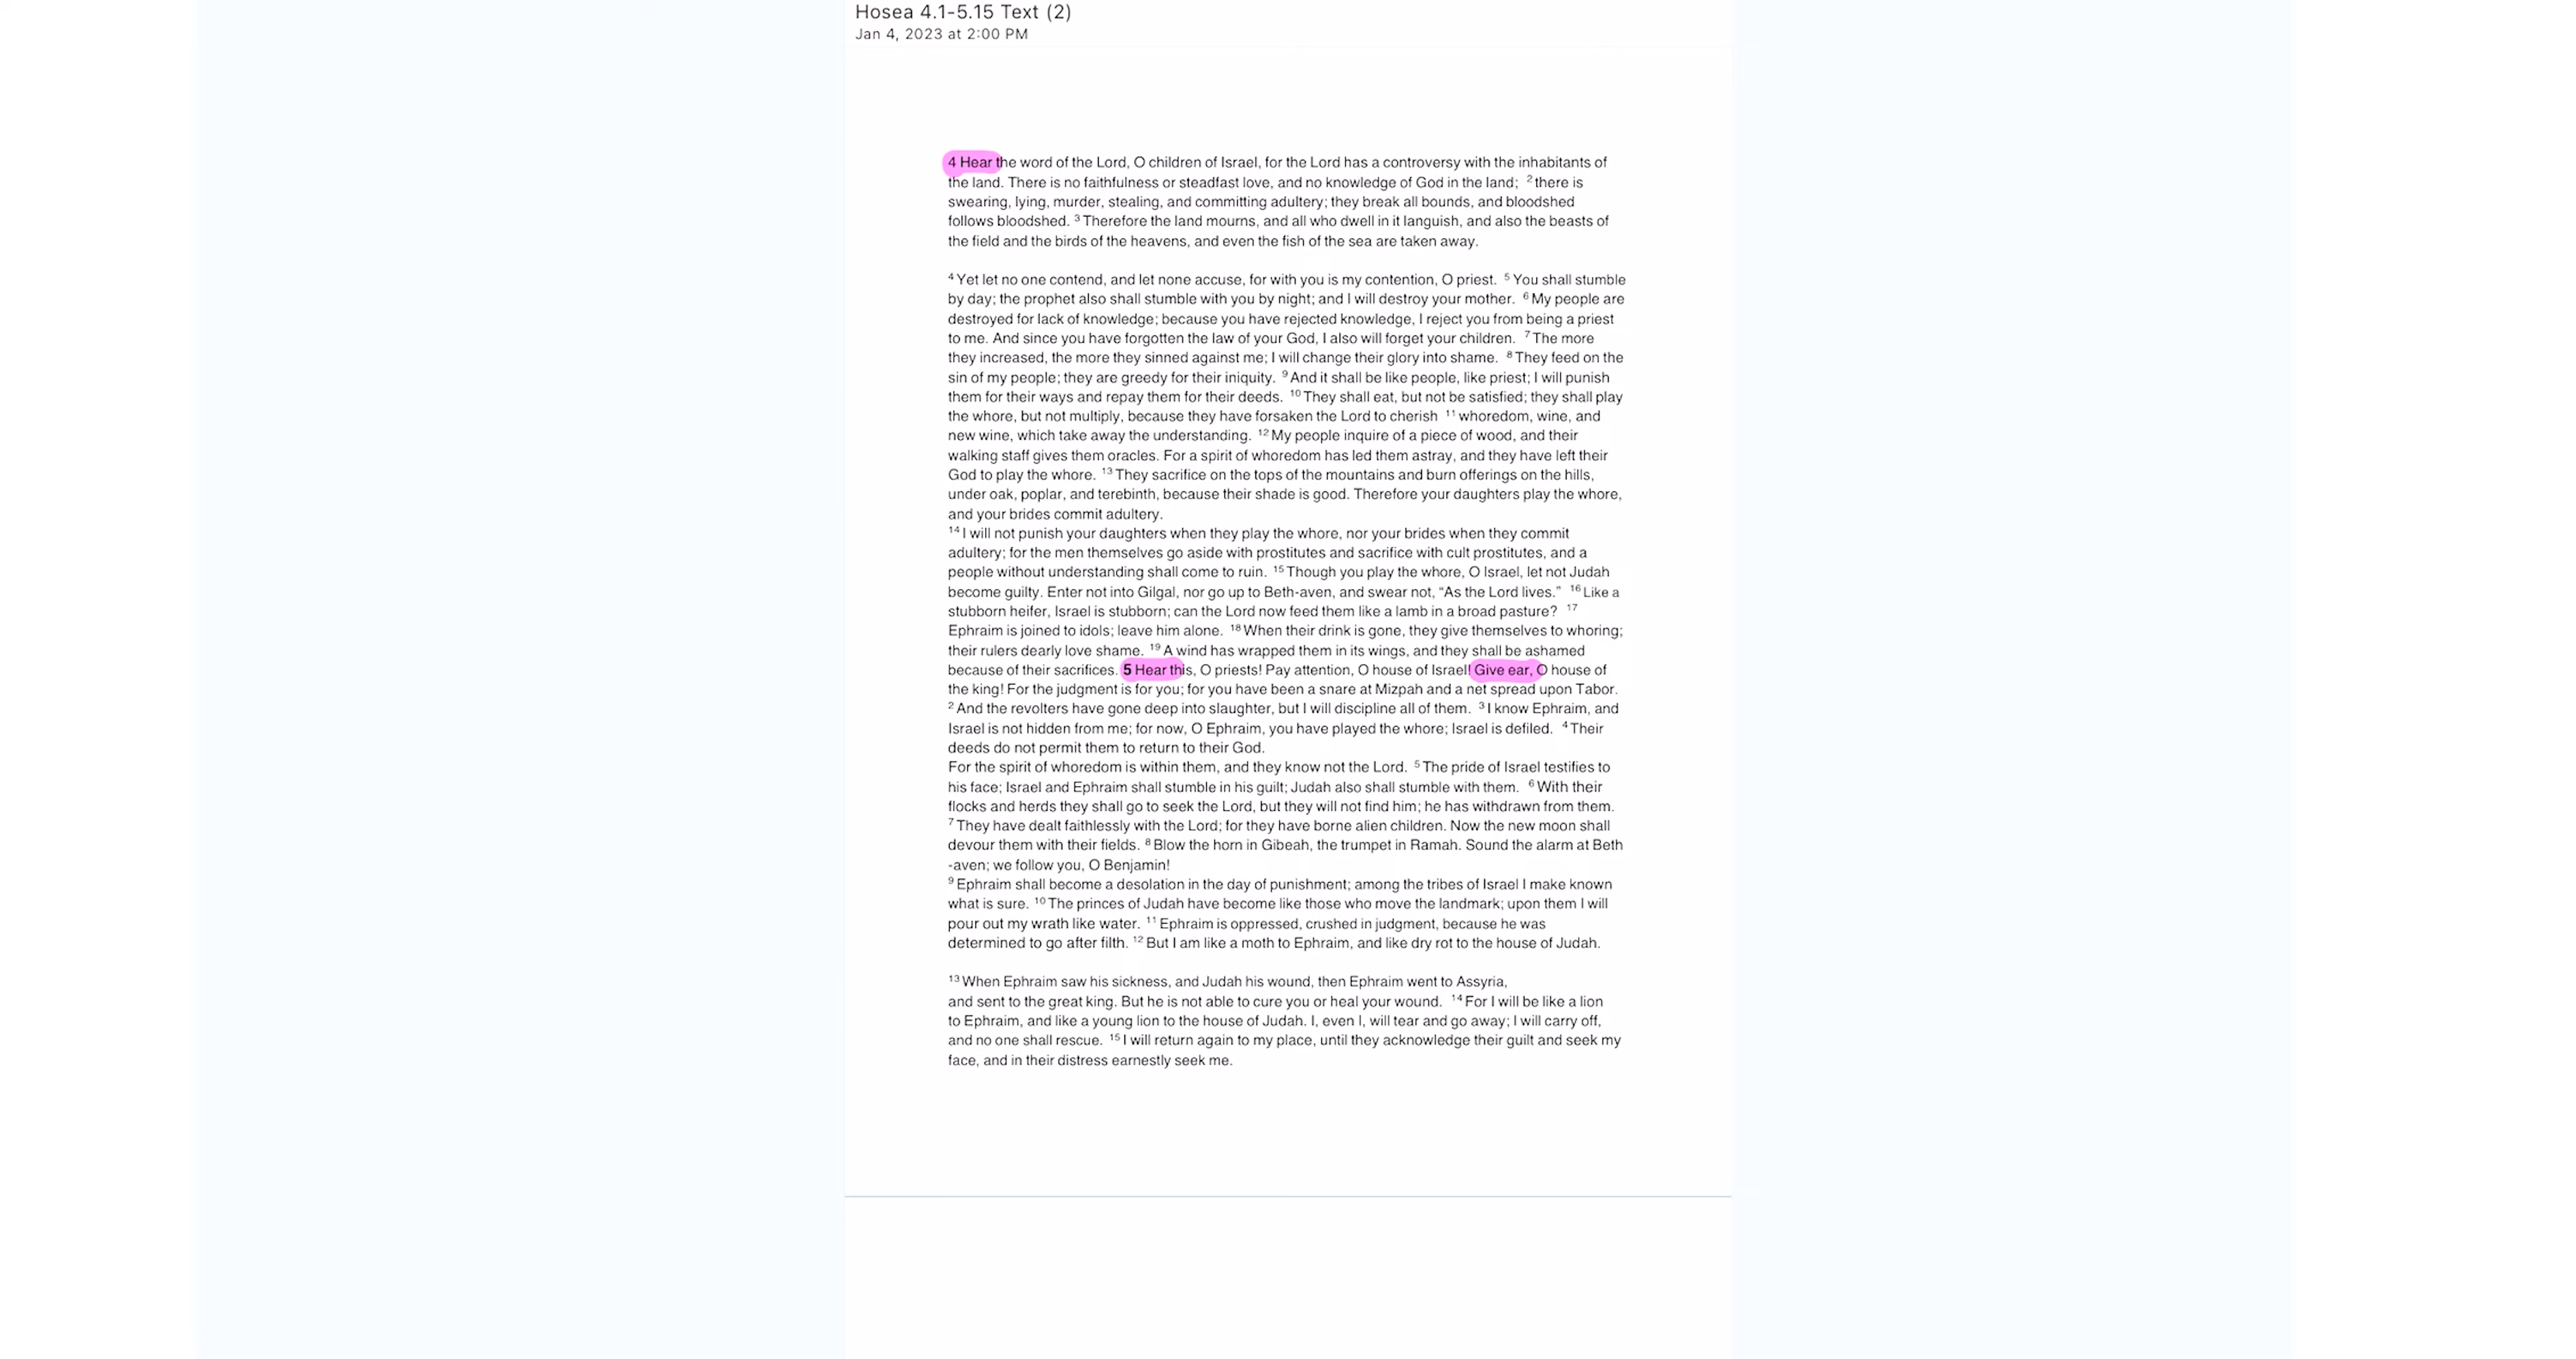 Hosea 4.1-5.15 Text (2)
Jan 4, 2023 at 2:00 PM
4 Hear the word of the Lord, O children of Israel, for the Lord has a controversy with the inhabitants of
the land. There is no faithfulness or steadfast love, and no knowledge of God in the land; 2 there is
swearing, lying, murder, stealing, and committing adultery; they break all bounds, and bloodshed
follows bloodshed. 3 Therefore the land mourns, and all who dwell in it languish, and also the beasts of
the field and the birds of the heavens, and even the fish of the sea are taken away.
4 Yet let no one contend, and let none accuse, for with you is my contention, O priest. 5 You shall stumble
by day; the prophet also shall stumble with you by night; and I will destroy your mother. 6 My people are
destroyed for lack of knowledge; because you have rejected knowledge, I reject you from being a priest
to me. And since you have forgotten the law of your God, I also will forget your children. 7 The more
they increased, the more they sinned against me; I will change their glory into shame. 8 They feed on the
sin of my people; they are greedy for their iniquity. 9 And it shall be like people, like priest; I will punish
them for their ways and repay them for their deeds. 10 They shall eat, but not be satisfied; they shall play
the whore, but not multiply, because they have forsaken the Lord to cherish 11 whoredom, wine, and
new wine, which take away the understanding. 12 My people inquire of a piece of wood, and their
walking staff gives them oracles. For a spirit of whoredom has led them astray, and they have left their
God to play the whore. 13 They sacrifice on the tops of the mountains and burn offerings on the hills,
under oak, poplar, and terebinth, because their shade is good. Therefore your daughters play the whore,
and your brides commit adultery.
14 I will not punish your daughters when they play the whore, nor your brides when they commit
adultery; for the men themselves go aside with prostitutes and sacrifice with cult prostitutes, and a
people without understanding shall come to ruin. 15 Though you play the whore, O Israel, let not Judah
become guilty. Enter not into Gilgal, nor go up to Beth-aven, and swear not, “As the Lord lives.” 16 Like a
stubborn heifer, Israel is stubborn; can the Lord now feed them like a lamb in a broad pasture? 17
Ephraim is joined to idols; leave him alone. 18 When their drink is gone, they give themselves to whoring;
their rulers dearly love shame. 19 A wind has wrapped them in its wings, and they shall be ashamed
because of their sacrifices. 5 Hear this, O priests! Pay attention, O house of Israel! Give ear, O house of
the king! For the judgment is for you; for you have been a snare at Mizpah and a net spread upon Tabor.
2 And the revolters have gone deep into slaughter, but I will discipline all of them. 3 I know Ephraim, and
Israel is not hidden from me; for now, O Ephraim, you have played the whore; Israel is defiled. 4 Their
deeds do not permit them to return to their God.
For the spirit of whoredom is within them, and they know not the Lord. 5 The pride of Israel testifies to
his face; Israel and Ephraim shall stumble in his guilt; Judah also shall stumble with them. 6 With their
flocks and herds they shall go to seek the Lord, but they will not find him; he has withdrawn from them.
7 They have dealt faithlessly with the Lord; for they have borne alien children. Now the new moon shall
devour them with their fields. 8 Blow the horn in Gibeah, the trumpet in Ramah. Sound the alarm at Beth
-aven; we follow you, O Benjamin!
9 Ephraim shall become a desolation in the day of punishment; among the tribes of Israel I make known
what is sure. 10 The princes of Judah have become like those who move the landmark; upon them I will
pour out my wrath like water. 11 Ephraim is oppressed, crushed in judgment, because he was
determined to go after filth. 12 But I am like a moth to Ephraim, and like dry rot to the house of Judah.
13 When Ephraim saw his sickness, and Judah his wound, then Ephraim went to Assyria,
and sent to the great king. But he is not able to cure you or heal your wound. 14 For I will be like a lion
to Ephraim, and like a young lion to the house of Judah. I, even I, will tear and go away; I will carry off,
and no one shall rescue. 15 I will return again to my place, until they acknowledge their guilt and seek my
face, and in their distress earnestly seek me.